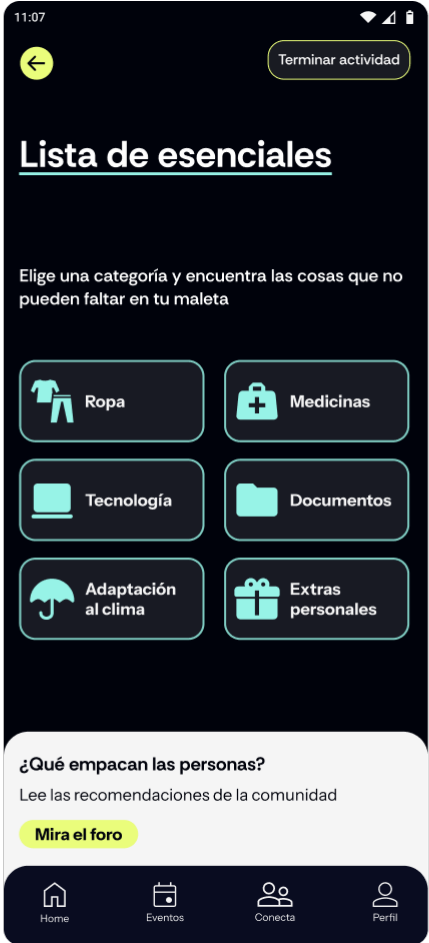 11:07
Terminar actividad
Lista de esenciales
Elige una categoría y encuentra las cosas que no
pueden faltar en tu maleta
Ropa
Medicinas
Tecnología
Documentos
Adaptación
al clima
Extras
personales
¿Qué empacan las personas?
Lee las recomendaciones de la comunidad
Mira el foro
Home
Eventos
Conecta
Perfil